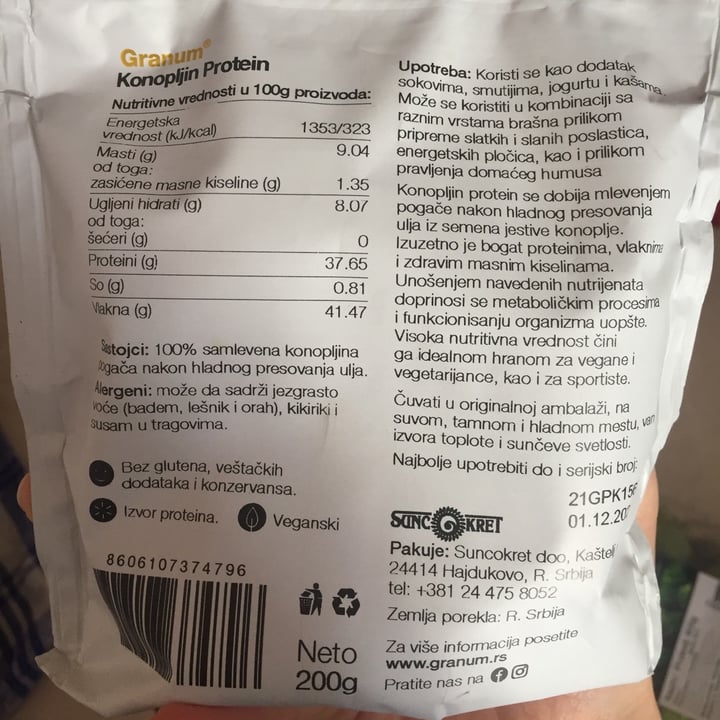 Granum®
Konopljin Protein
Nutritivne vrednosti u 100g proizvoda:
Energetska
vrednost (kJ/kcal) 1353/323
Masti (g) 9.04
od toga:
zasićene masne kiseline (g) 1.35
Ugljeni hidrati (g) 8.07
od toga:
šećeri (g) 0
Proteini (g) 37.65
So (g) 0.81
Vlakna (g) 41.47
Sastojci: 100% samlevena konopljina
pogača nakon hladnog presovanja ulja.
Alergeni: može da sadrži jezgrasto
voće (badem, lešnik i orah), kikiriki i
susam u tragovima.
Bez glutena, veštačkih
dodataka i konzervansa.
Izvor proteina.
Veganski
8606107374796
Neto
200g
Upotreba: Koristi se kao dodatak
sokovima, smutijima, jogurtu i kašama.
Može se koristiti u kombinaciji sa
raznim vrstama brašna prilikom
pripreme slatkih i slanih poslastica,
energetskih pločica, kao i prilikom
pravljenja domaćeg humusa
Konopljin protein se dobija mlevenjem
pogače nakon hladnog presovanja
ulja iz semena jestive konoplje.
Izuzetno je bogat proteinima, vlaknima
i zdravim masnim kiselinama.
Unošenjem navedenih nutrijenata
doprinosi se metaboličkim procesima
i funkcionisanju organizma uopšte.
Visoka nutritivna vrednost čini
ga idealnom hranom za vegane i
vegetarijance, kao i za sportiste.
Čuvati u originalnoj ambalaži, na
suvom, tamnom i hladnom mestu, van
izvora toplote i sunčeve svetlosti.
Najbolje upotrebiti do i serijski broj:
SUNCOKRET
Pakuje: Suncokret doo,
24414 Hajdukovo, R. Srbija
tel: +381 24 475 8052
Zemlja porekla: R. Srbija
Za više informacija posetite
www.granum.rs
Pratite nas na